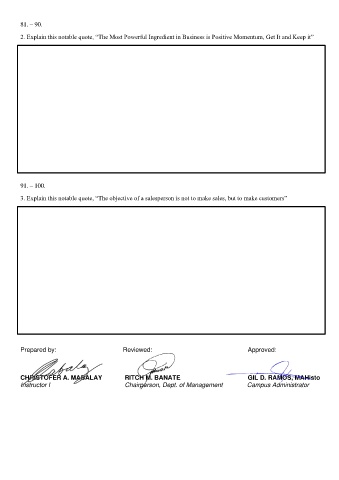 81. – 90.
2. Explain this notable quote, “The Most Powerful Ingredient in Business is Positive Momentum, Get It and Keep it”
91. – 100.
3. Explain this notable quote, “The objective of a salesperson is not to make sales, but to make customers”
Prepared by: Reviewed: Approved:
CHRISTOFER A. MABALAY RITCH M. BANATE GIL D. RAMOS, MAHisto
Instructor I Chairperson, Dept. of Management Campus Administrator